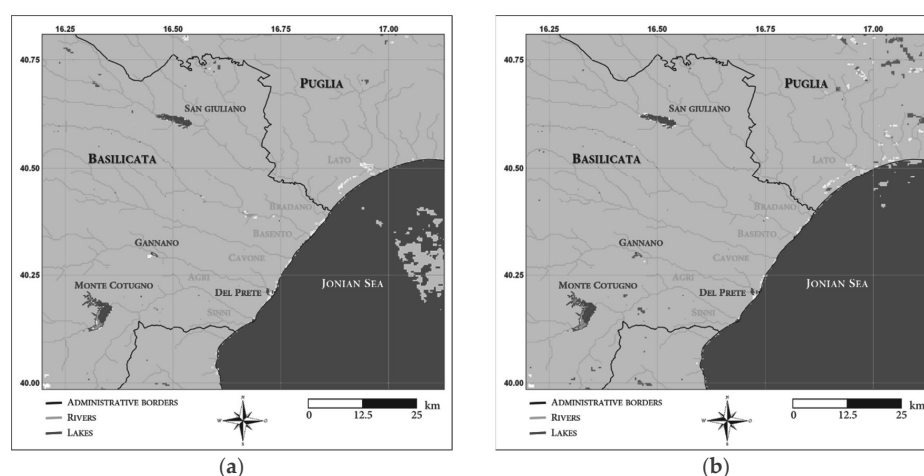 16.25 16.50 16.75 17.00
40.75
PUGLIA
SAN GIULIANO
BASILICATA
LATO
40.50
BRADANO
BASENTO
GANNANO
CAVONE
40.25
AGRI
MONTE COTUGNO
DEL PRETE
JONIAN SEA
SINNI
40.00
ADMINISTRATIVE BORDERS
RIVERS
LAKES
N
W O
S
0 12.5 25 km
(a)
16.25 16.50 16.75 17.00
40.75
PUGLIA
SAN GIULIANO
BASILICATA
LATO
40.50
BRADANO
BASENTO
GANNANO
CAVONE
40.25
AGRI
MONTE COTUGNO
DEL PRETE
JONIAN SEA
SINNI
40.00
ADMINISTRATIVE BORDERS
RIVERS
LAKES
N
W O
S
0 12.5 25 km
(b)